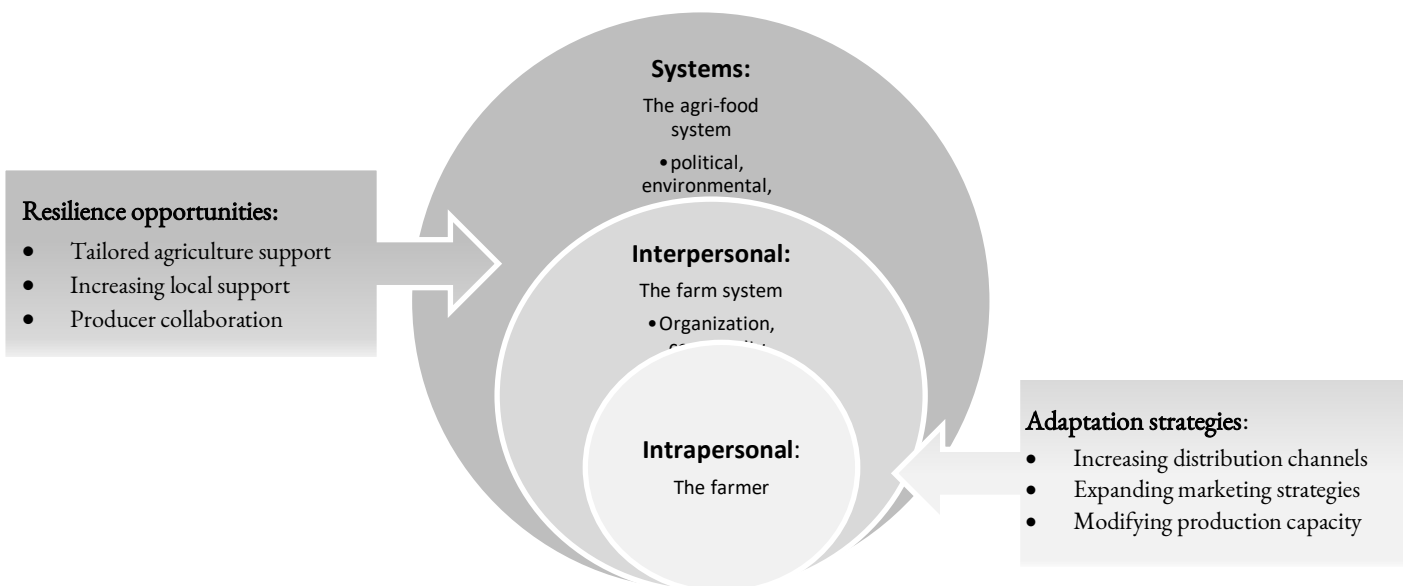 Systems:
The agri-food
system
•political,
environmental,
Resilience opportunities:
• Tailored agriculture support
• Increasing local support
• Producer collaboration
Interpersonal:
The farm system
•Organization,
Intrapersonal:
The farmer
Adaptation strategies:
• Increasing distribution channels
• Expanding marketing strategies
• Modifying production capacity